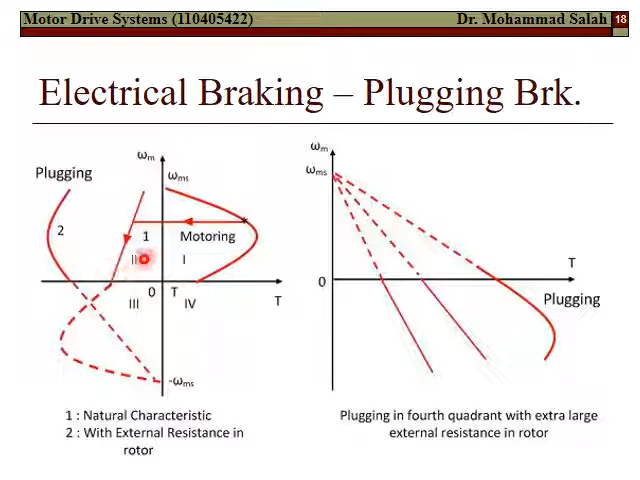 Motor Drive Systems (110405422)
Dr. Mohammad Salah
18
Electrical Braking – Plugging Brk.
ωm
Plugging
ωms
2
1
Motoring
II
I
0
T
T
III
IV
-ωms
1 : Natural Characteristic
2 : With External Resistance in
rotor
ωm
ωms
T
0
Plugging
Plugging in fourth quadrant with extra large
external resistance in rotor